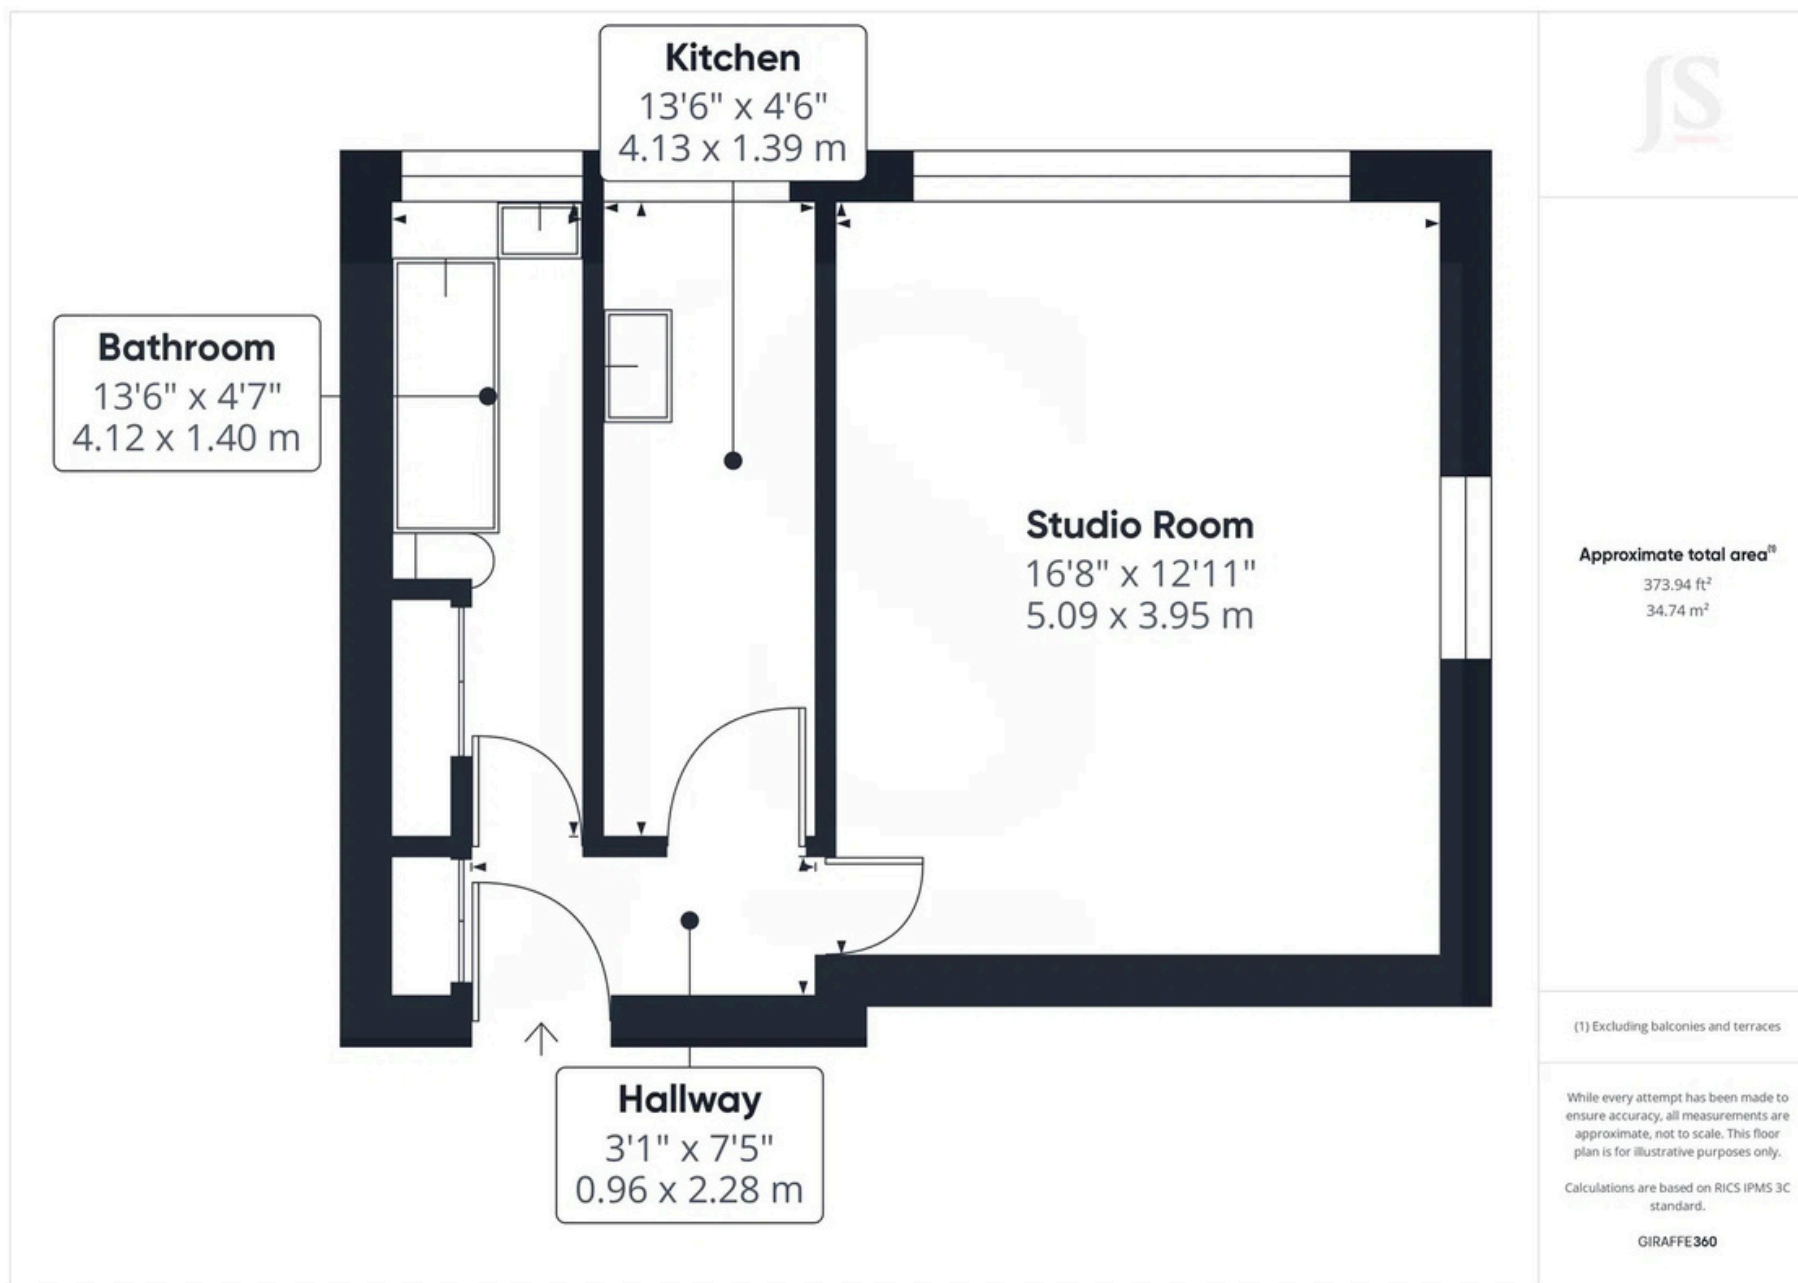 Kitchen
13'6" x 4'6"
4.13 x 1.39 m
Bathroom
13'6" x 4'7"
4.12 x 1.40 m
Studio Room
16'8" x 12'11"
5.09 x 3.95 m
Hallway
3'1" x 7'5"
0.96 x 2.28 m
JS
Approximate total area(1)
373.94 ft²
34.74 m²
(1) Excluding balconies and terraces
While every attempt has been made to
ensure accuracy, all measurements are
approximate, not to scale. This floor
plan is for illustrative purposes only.
Calculations are based on RICS IPMS 3C
standard.
GIRAFFE360